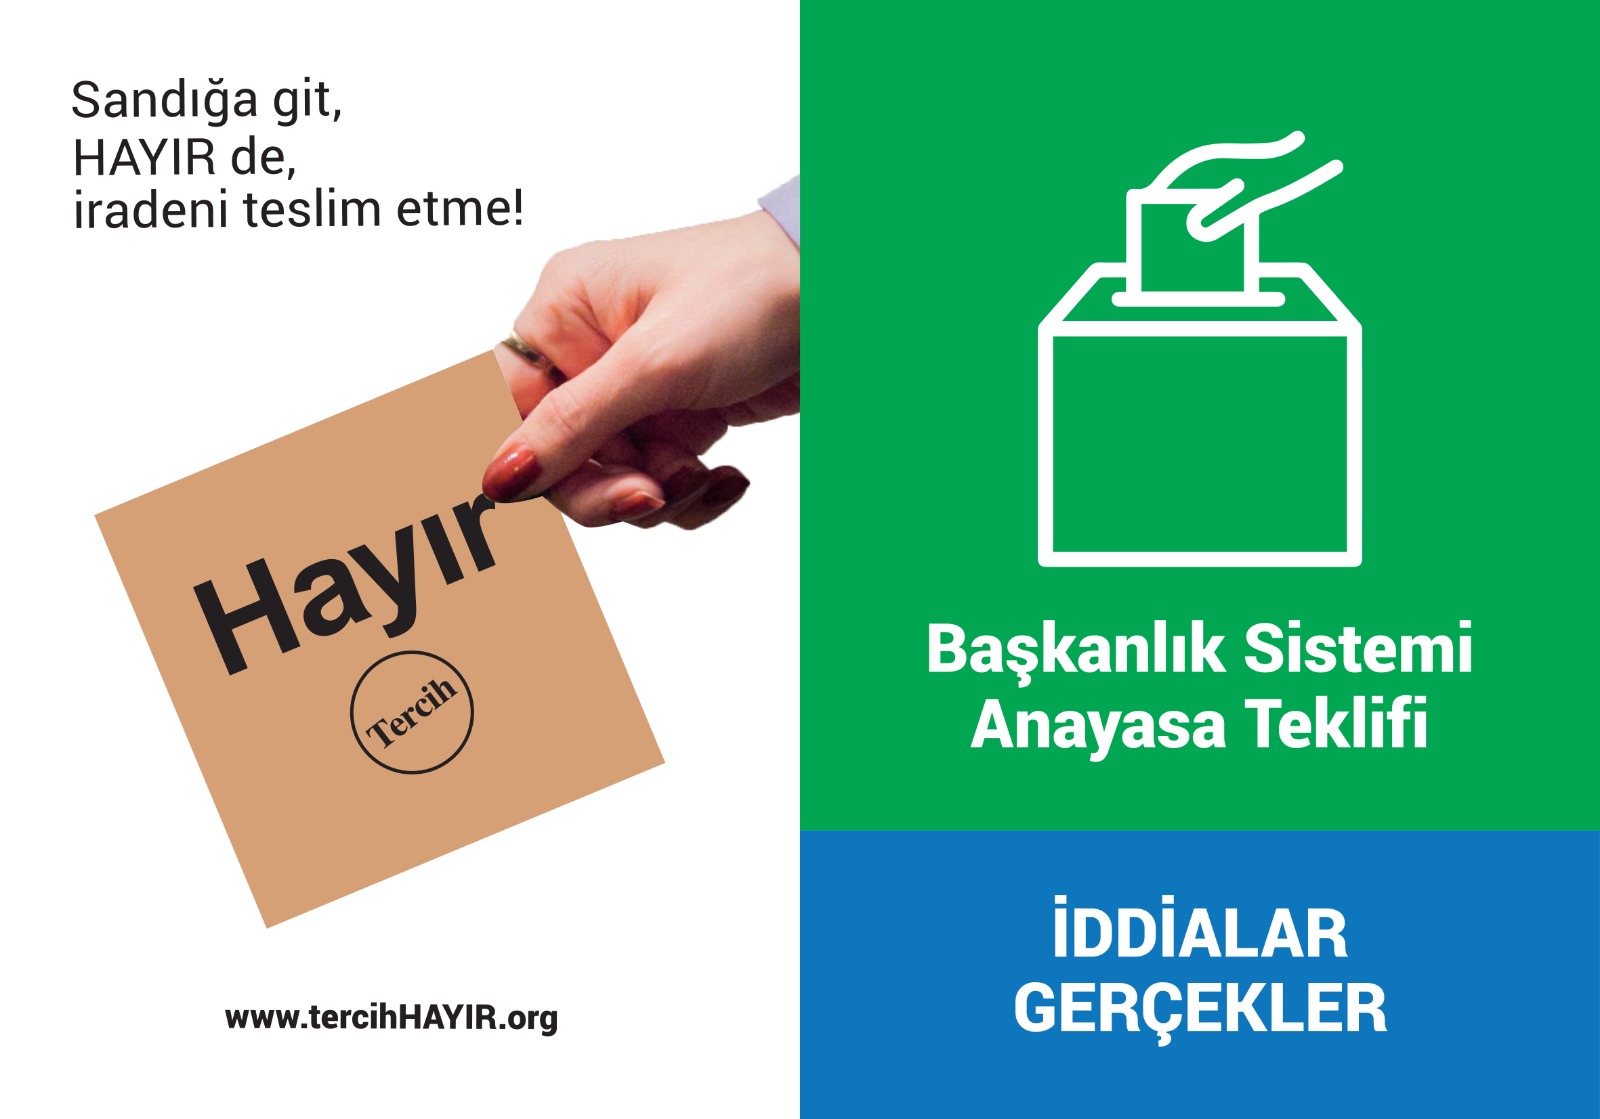 Sandığa git,
HAYIR de,
iradeni teslim etme!
Hayır
Tercih
www.tercihHAYIR.org
Başkanlık Sistemi
Anayasa Teklifi
İDDİALAR
GERÇEKLER